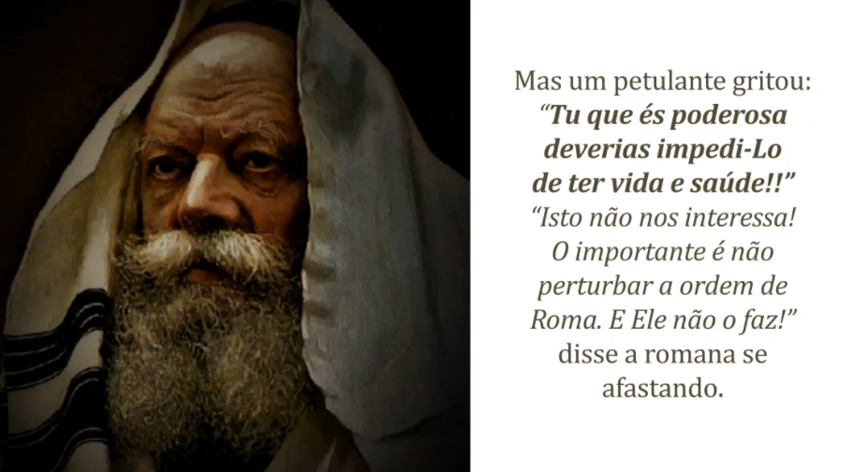 Mas um petulante gritou:
“Tu que és poderosa
deverias impedi-Lo
de ter vida e saúde!!”
“Isto não nos interessa!
O importante é não
perturbar a ordem de
Roma. E Ele não o faz!”
disse a romana se
afastando.